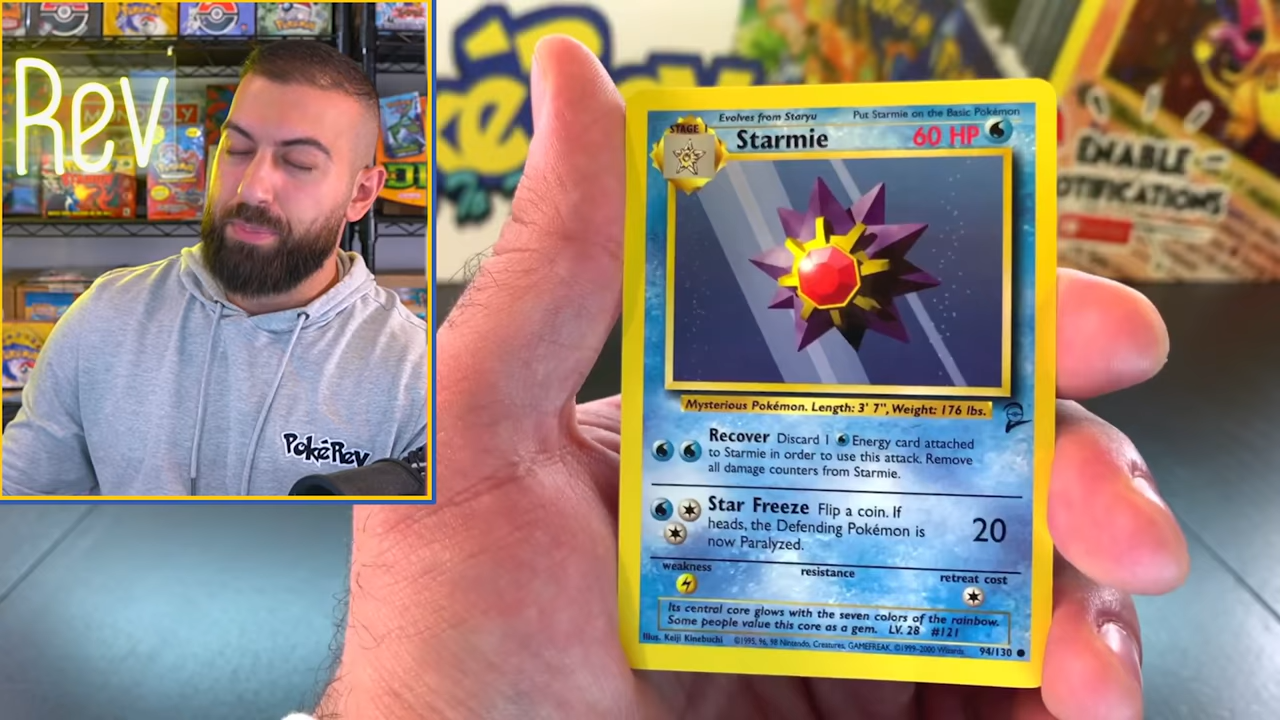 Rev
MONOPOLY
PokéRev
ENABLE
NOTIFICATIONS
STAGE 1
Evolves from Staryu
Put Starmie on the Basic Pokémon
Starmie
60 HP
Mysterious Pokémon. Length: 3' 7", Weight: 176 lbs.
Recover Discard 1 Energy card attached
to Starmie in order to use this attack. Remove
all damage counters from Starmie.
Star Freeze Flip a coin. If
heads, the Defending Pokémon is
now Paralyzed.
20
weakness
resistance
retreat cost
Its central core glows with the seven colors of the rainbow.
Some people value this core as a gem. LV. 28 #121
Illus. Keiji Kinebuchi
©1995, 96, 98 Nintendo, Creatures, GAMEFREAK. ©1999-2000 Wizards.
94/130